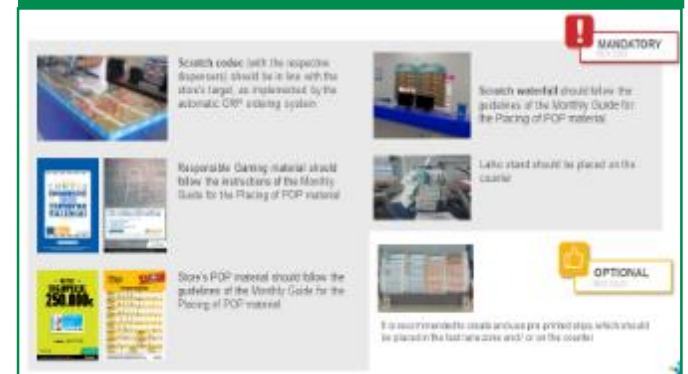 MANDATORY
Scratch codes (with the respective
dispensers) should be in line with the
store's target, as implemented by the
automatic ORP ordering system
Scratch waterfall should follow the
guidelines of the Monthly Guide for
the Placing of POP material
Responsible Gaming material should
follow the instructions of the Monthly
Guide for the Placing of POP material
stand should be placed on the
counter
250.000€
Store's POP material should follow the
guidelines of the Monthly Guide for the
Placing of POP material
OPTIONAL
It is recommended to create and use pre-printed slips, which should
be placed in the fast lane zone and/ or on the counter